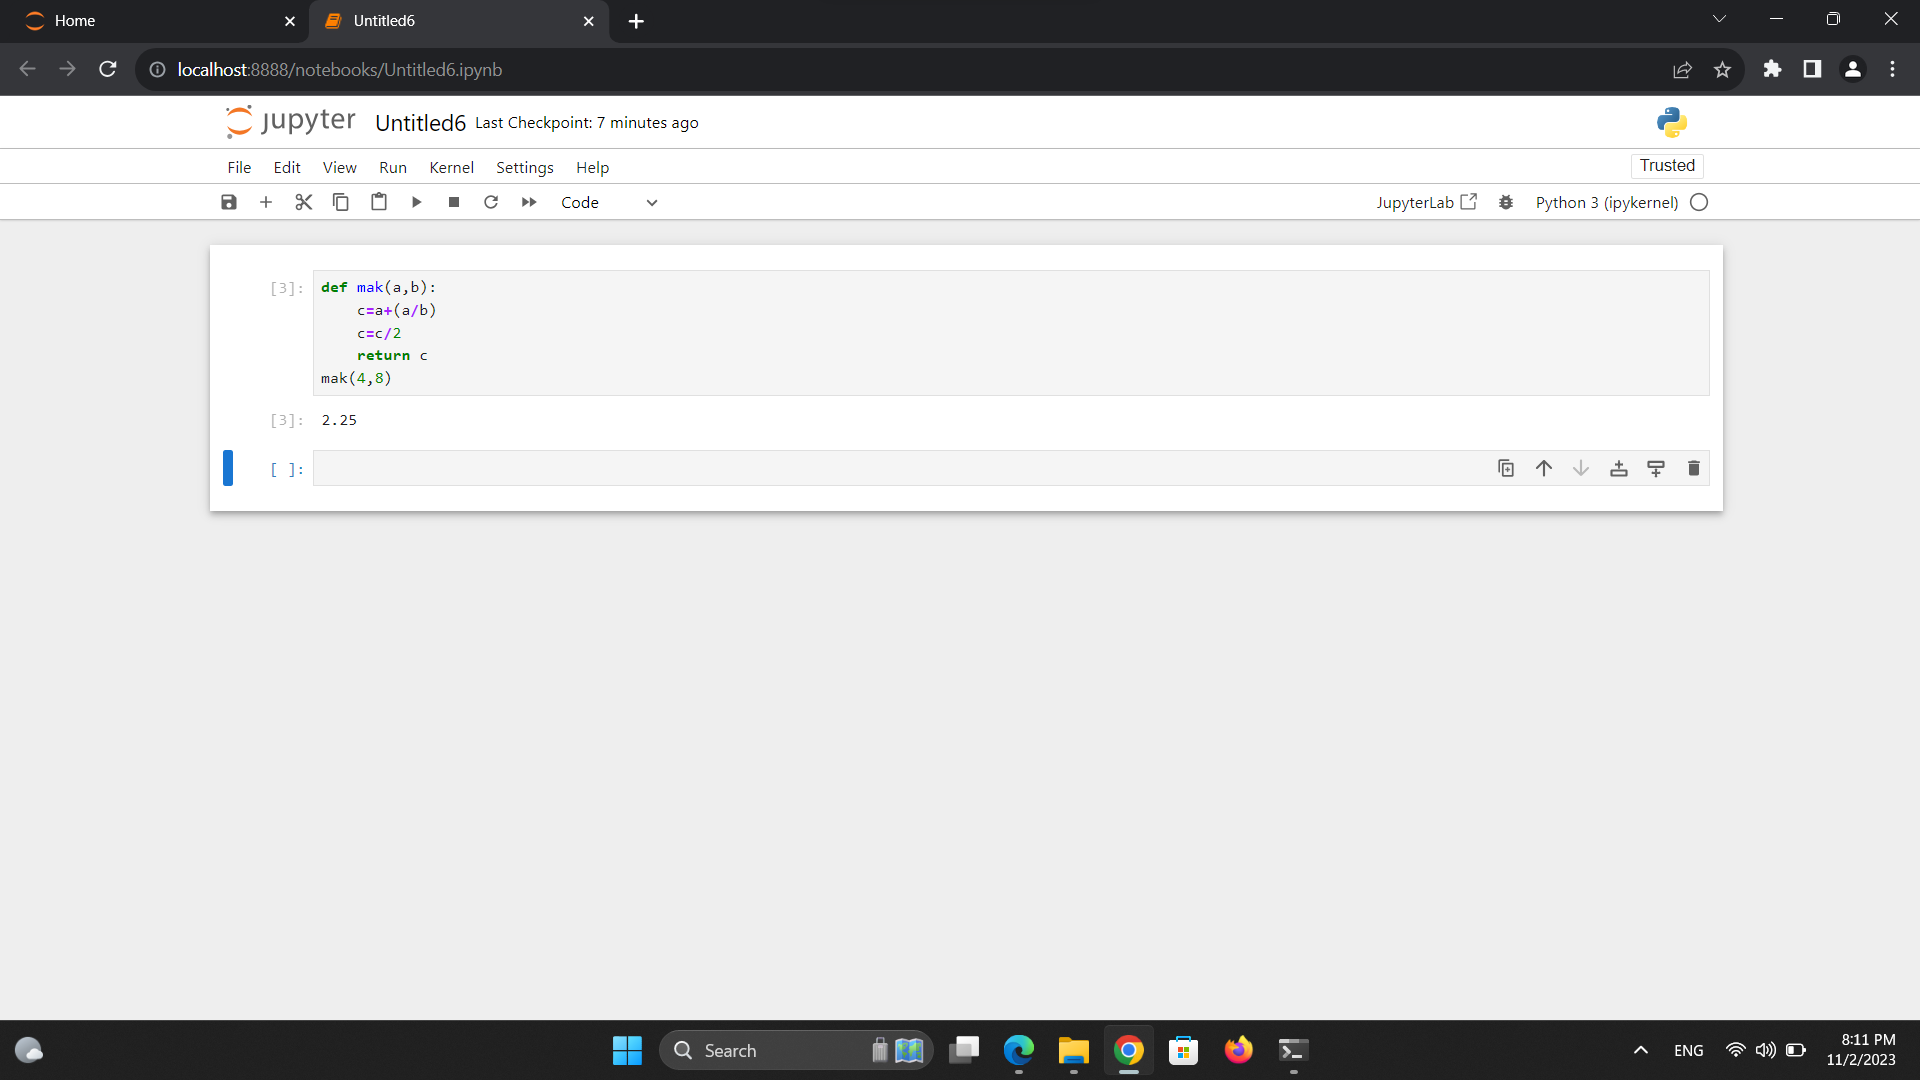 Home
Untitled6
localhost:8888/notebooks/Untitled6.ipynb
jupyter Untitled6 Last Checkpoint: 7 minutes ago
File Edit View Run Kernel Settings Help
Trusted
Code
JupyterLab
Python 3 (ipykernel)
[3]: def mak(a,b):
    c=a+(a/b)
    c=c/2
    return c
mak(4,8)
[3]: 2.25
[ ]:
Search
ENG
8:11 PM
11/2/2023